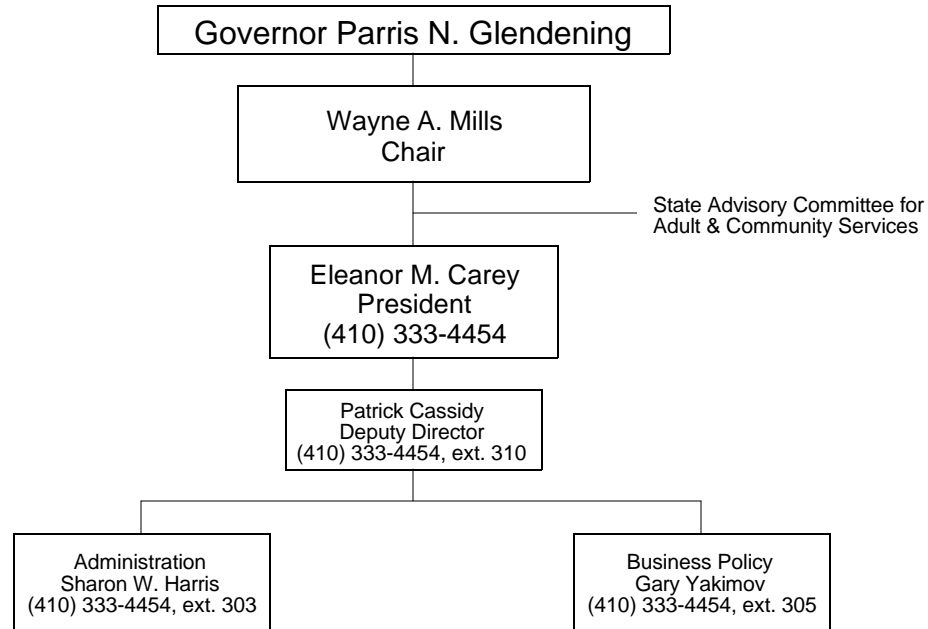 Governor Parris N. Glendening
Wayne A. Mills
Chair
State Advisory Committee for
Adult & Community Services
Eleanor M. Carey
President
(410) 333-4454
Patrick Cassidy
Deputy Director
(410) 333-4454, ext. 310
Administration
Sharon W. Harris
(410) 333-4454, ext. 303
Business Policy
Gary Yakimov
(410) 333-4454, ext. 305